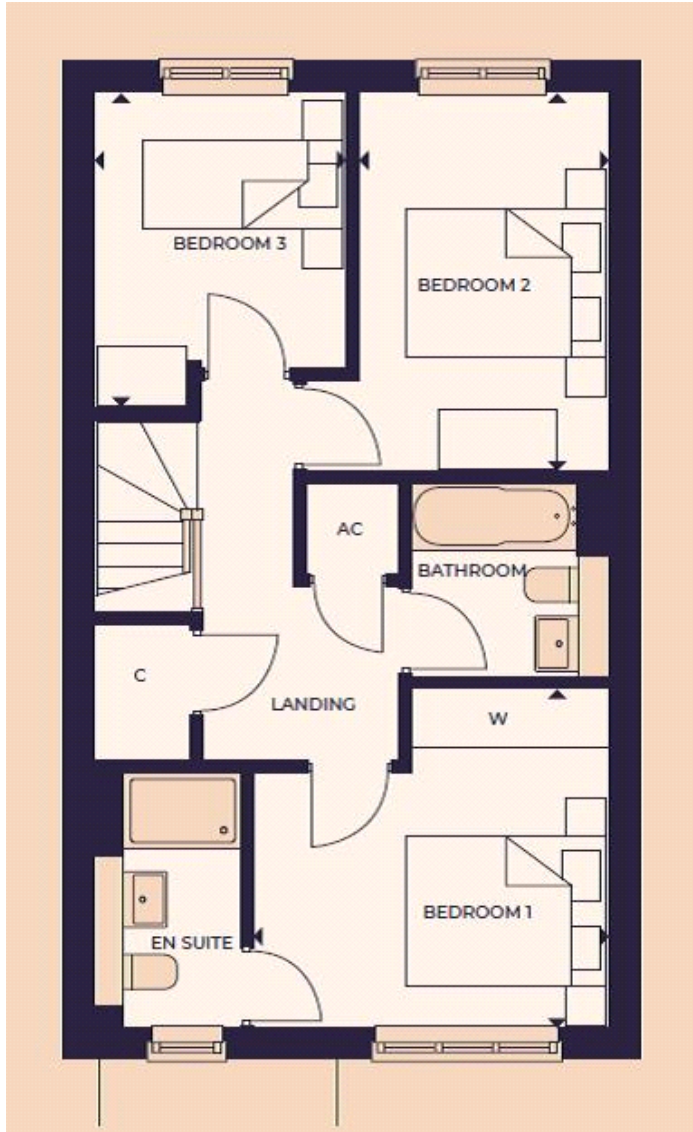 BEDROOM 3
BEDROOM 2
AC
BATHROOM
C
LANDING
W
BEDROOM 1
EN SUITE